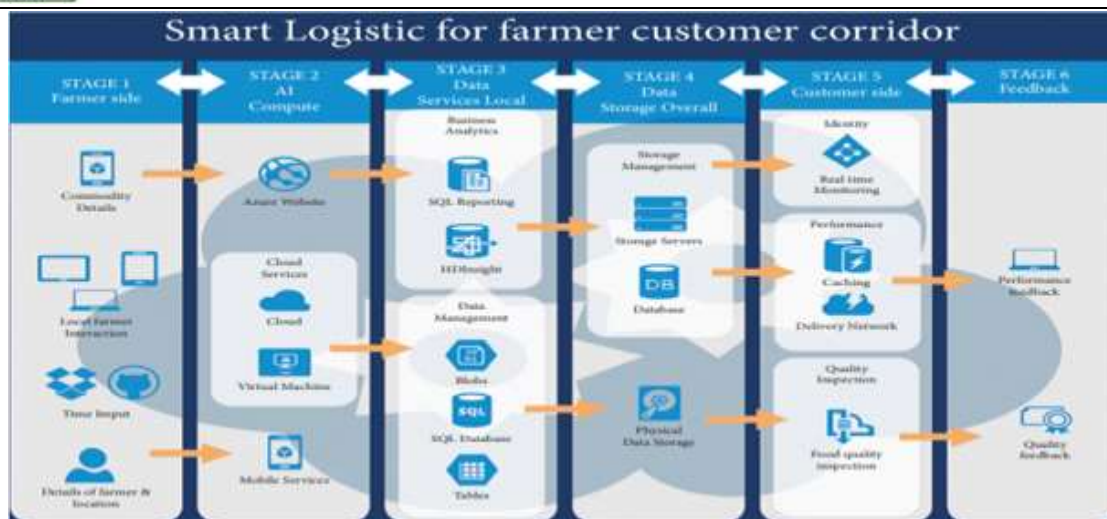 Smart Logistic for farmer customer corridor
STAGE 1
Farmer side
Commodity
Details
Local farmer
Interaction
Time Imput
Details of farmer &
location
STAGE 2
AI
Compute
Azure Website
Cloud
Services
Cloud
Virtual Machine
Mobile Services
STAGE 3
Data
Services Local
Business
Analytics
SQL Reporting
HDInsight
Data
Management
Blobs
SQL
SQL Database
Tables
STAGE 4
Data
Storage Overall
Storage
Management
Storage Servers
DB
Database
Physical
Data Storage
STAGE 5
Customer side
Identity
Real time
Monitoring
Performance
Caching
Delivery Network
Quality
Inspection
Food quality
inspection
STAGE 6
Feedback
Performance
feedback
Quality
feedback